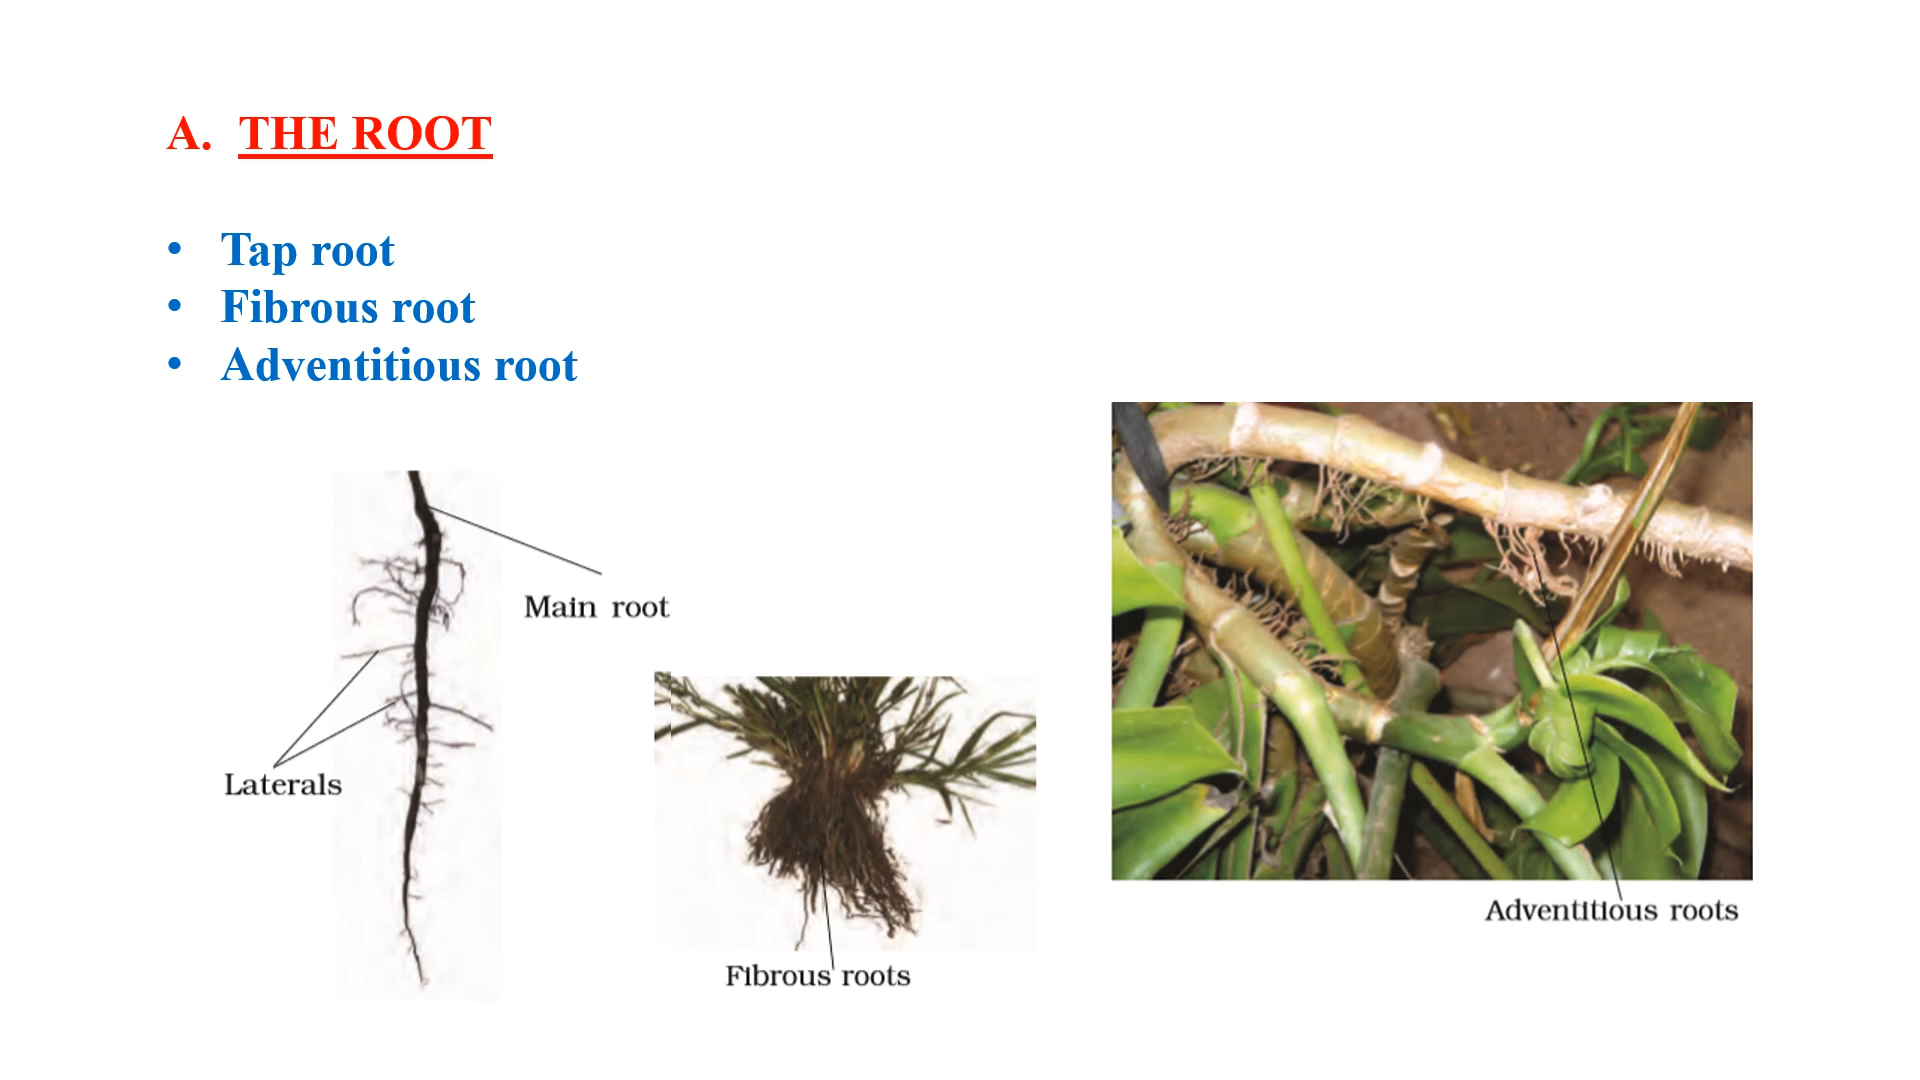 A. THE ROOT
• Tap root
• Fibrous root
• Adventitious root
Main root
Laterals
Fibrous roots
Adventitious roots